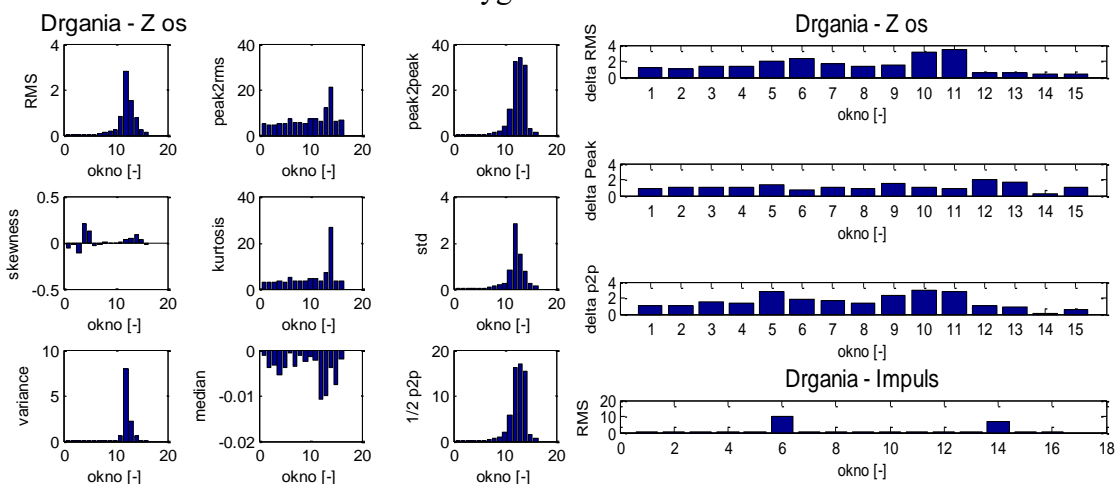 Drgania - Z os
RMS
4
2
0
0 10 20
okno [-]
peak2rms
40
20
0
0 10 20
okno [-]
peak2peak
40
20
0
0 10 20
okno [-]
skewness
0.5
0
-0.5
0 10 20
okno [-]
kurtosis
40
20
0
0 10 20
okno [-]
std
4
2
0
0 10 20
okno [-]
variance
10
5
0
0 10 20
okno [-]
median
0
-0.01
-0.02
0 10 20
okno [-]
1/2 p2p
20
10
0
0 10 20
okno [-]
Drgania - Z os
delta RMS
4
2
0
1 2 3 4 5 6 7 8 9 10 11 12 13 14 15
okno [-]
delta Peak
4
2
0
1 2 3 4 5 6 7 8 9 10 11 12 13 14 15
okno [-]
delta p2p
4
2
0
1 2 3 4 5 6 7 8 9 10 11 12 13 14 15
okno [-]
Drgania - Impuls
RMS
20
10
0
0 2 4 6 8 10 12 14 16 18
okno [-]